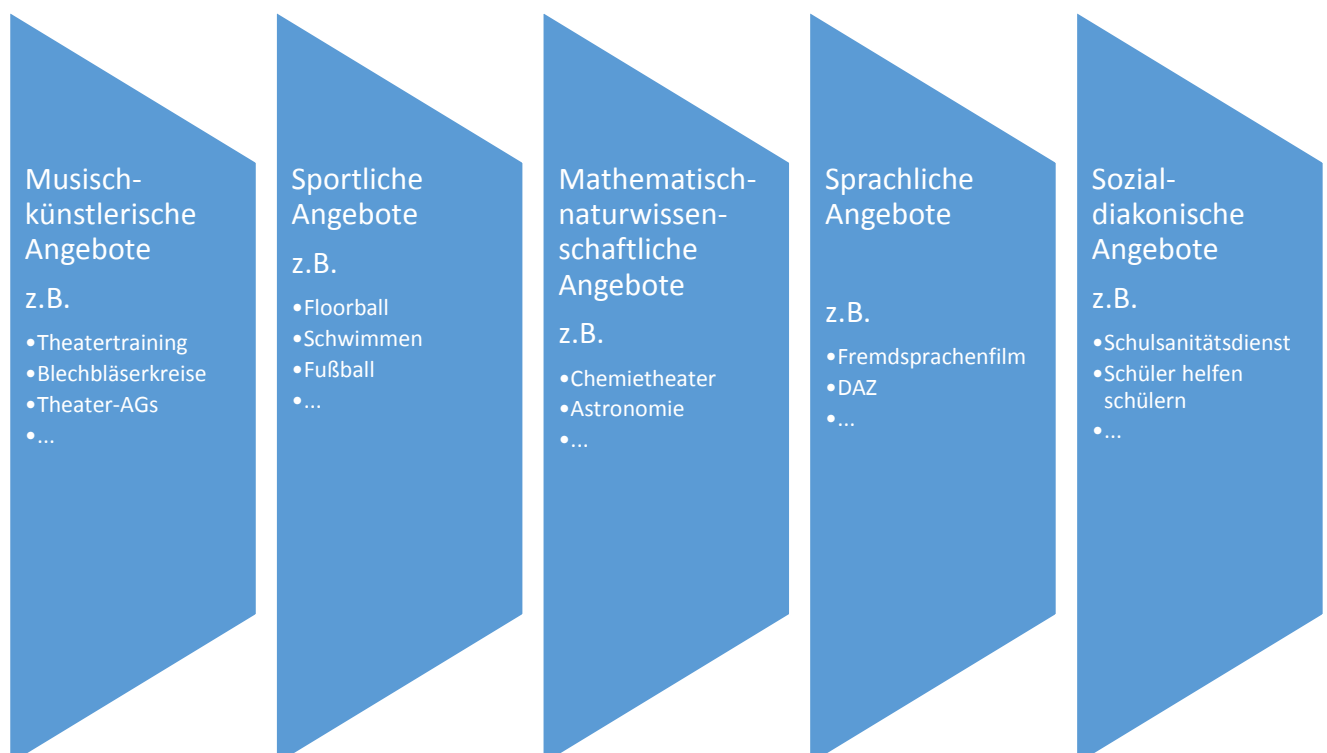 Musisch-
künstlerische
Angebote
z.B.
•Theatertraining
•Blechbläserkreise
•Theater-AGs
•...
Sportliche
Angebote
z.B.
•Floorball
•Schwimmen
•Fußball
•...
Mathematisch-
naturwissen-
schaftliche
Angebote
z.B.
•Chemietheater
•Astronomie
•...
Sprachliche
Angebote
z.B.
•Fremdsprachenfilm
•DAZ
•...
Sozial-
diakonische
Angebote
z.B.
•Schulsanitätsdienst
•Schüler helfen
schülern
•...